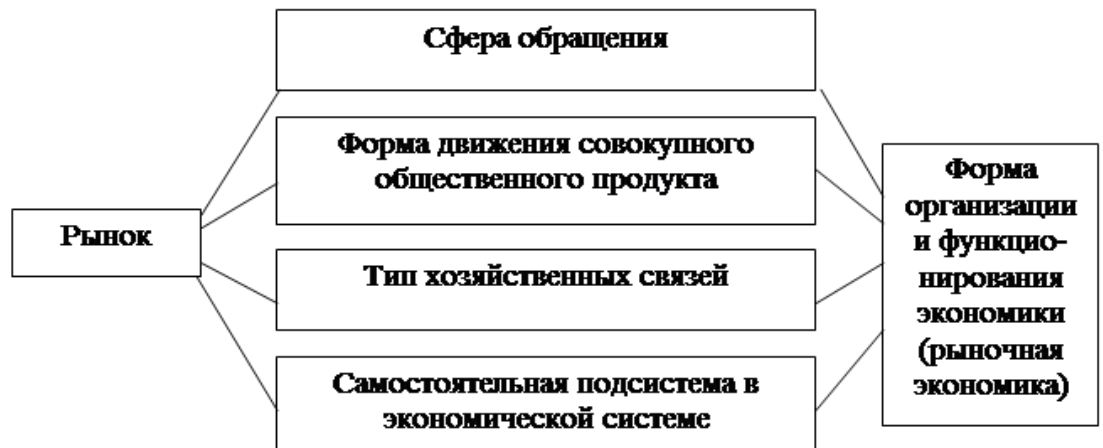 Сфера обращения
Форма движения совокупного
общественного продукта
Рынок
Тип хозяйственных связей
Самостоятельная подсистема в
экономической системе
Форма
организации
и функцио-
нирования
экономики
(рыночная
экономика)